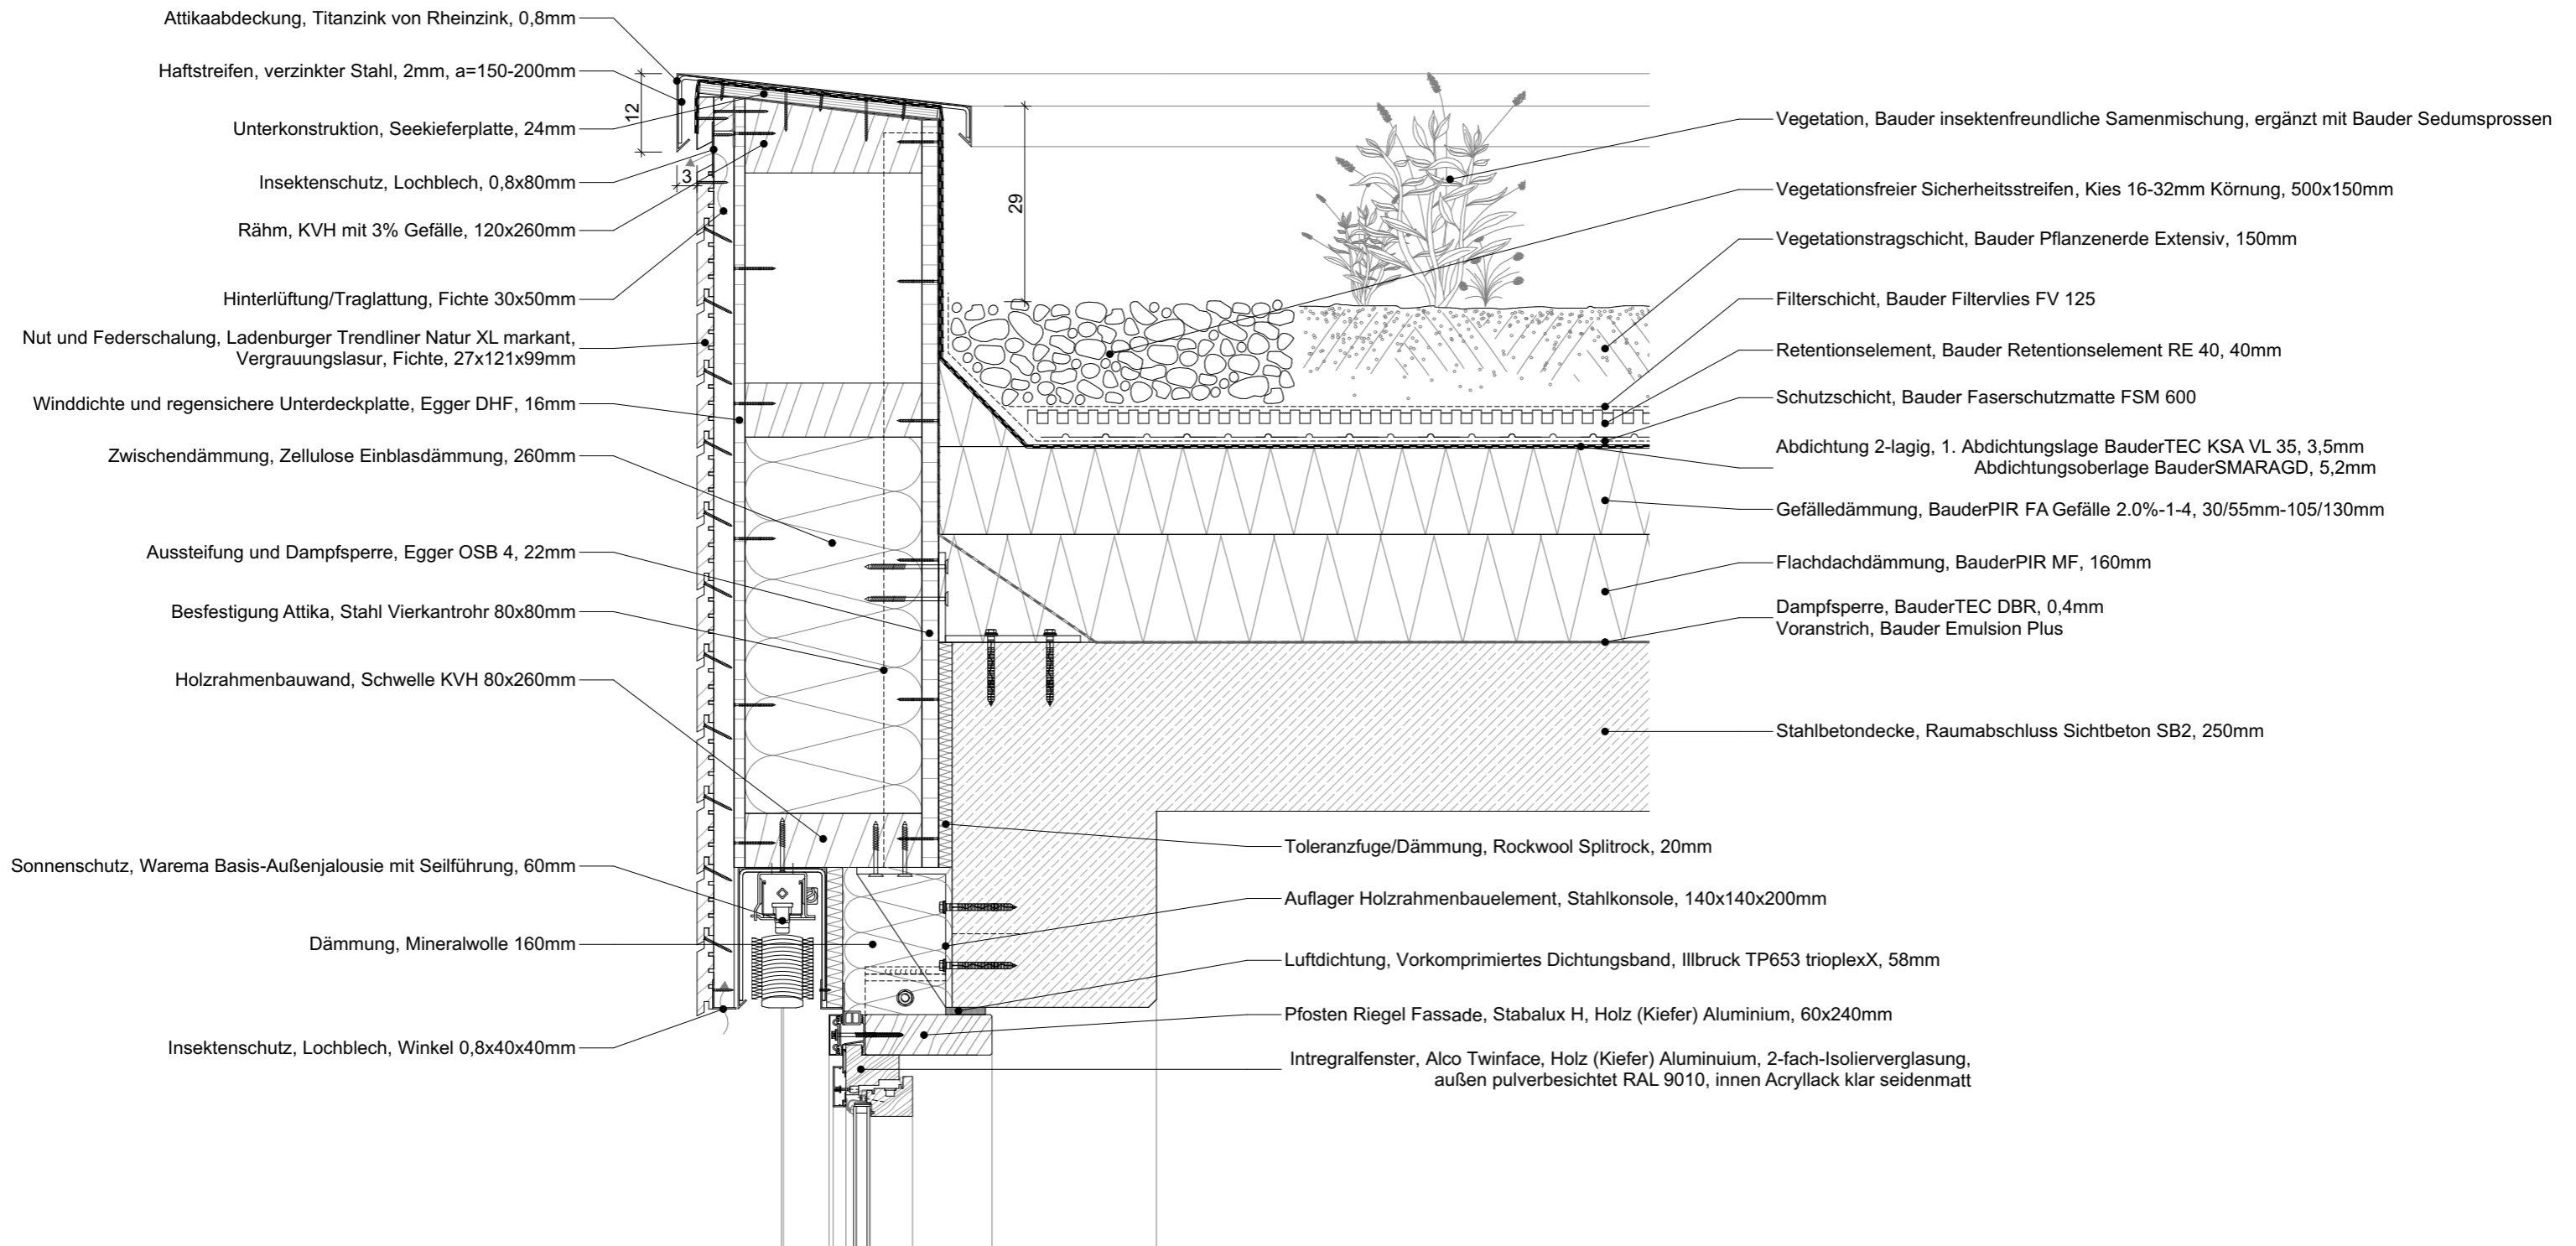 Attikaabdeckung, Titanzink von Rheinzink, 0,8mm
Haftstreifen, verzinkter Stahl, 2mm, a=150-200mm
Unterkonstruktion, Seekieferplatte, 24mm
Insektenschutz, Lochblech, 0,8x80mm
Rähm, KVH mit 3% Gefälle, 120x260mm
Hinterlüftung/Traglattung, Fichte 30x50mm
Nut und Federschalung, Ladenburger Trendliner Natur XL markant,
Vergrauungslasur, Fichte, 27x121x99mm
Winddichte und regensichere Unterdeckplatte, Egger DHF, 16mm
Zwischendämmung, Zellulose Einblasdämmung, 260mm
Aussteifung und Dampfsperre, Egger OSB 4, 22mm
Besfestigung Attika, Stahl Vierkantrohr 80x80mm
Holzrahmenbauwand, Schwelle KVH 80x260mm
Sonnenschutz, Warema Basis-Außenjalousie mit Seilführung, 60mm
Dämmung, Mineralwolle 160mm
Insektenschutz, Lochblech, Winkel 0,8x40x40mm
12
3
29
Vegetation, Bauder insektenfreundliche Samenmischung, ergänzt mit Bauder Sedumsprossen
Vegetationsfreier Sicherheitsstreifen, Kies 16-32mm Körnung, 500x150mm
Vegetationstragschicht, Bauder Pflanzenerde Extensiv, 150mm
Filterschicht, Bauder Filtervlies FV 125
Retentionselement, Bauder Retentionselement RE 40, 40mm
Schutzschicht, Bauder Faserschutzmatte FSM 600
Abdichtung 2-lagig, 1. Abdichtungslage BauderTEC KSA VL 35, 3,5mm
Abdichtungsoberlage BauderSMARAGD, 5,2mm
Gefälledämmung, BauderPIR FA Gefälle 2.0%-1-4, 30/55mm-105/130mm
Flachdachdämmung, BauderPIR MF, 160mm
Dampfsperre, BauderTEC DBR, 0,4mm
Voranstrich, Bauder Emulsion Plus
Stahlbetondecke, Raumabschluss Sichtbeton SB2, 250mm
Toleranzfuge/Dämmung, Rockwool Splitrock, 20mm
Auflager Holzrahmenbauelement, Stahlkonsole, 140x140x200mm
Luftdichtung, Vorkomprimiertes Dichtungsband, Illbruck TP653 trioplexX, 58mm
Pfosten Riegel Fassade, Stabalux H, Holz (Kiefer) Aluminium, 60x240mm
Intregralfenster, Alco Twinface, Holz (Kiefer) Aluminuium, 2-fach-Isolierverglasung,
außen pulverbesichtet RAL 9010, innen Acryllack klar seidenmatt